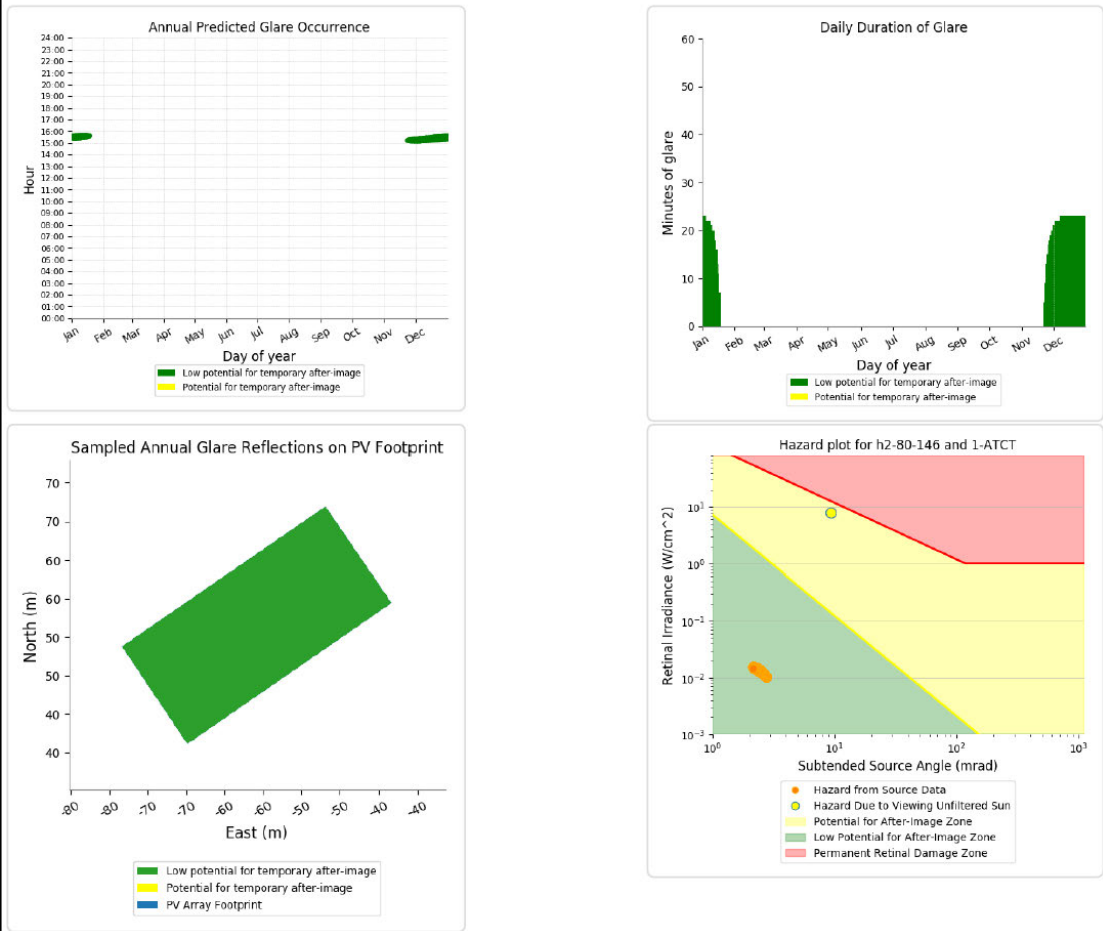 Annual Predicted Glare Occurrence
24:00
23:00
22:00
21:00
20:00
19:00
18:00
17:00
16:00
15:00
14:00
13:00
12:00
11:00
10:00
09:00
08:00
07:00
06:00
05:00
04:00
03:00
02:00
01:00
00:00
Hour
Jan Feb Mar Apr May Jun Jul Aug Sep Oct Nov Dec
Day of year
Low potential for temporary after-image
Potential for temporary after-image
Daily Duration of Glare
60
50
40
30
20
10
0
Minutes of glare
Jan Feb Mar Apr May Jun Jul Aug Sep Oct Nov Dec
Day of year
Low potential for temporary after-image
Potential for temporary after-image
Sampled Annual Glare Reflections on PV Footprint
70
70
60
60
50
50
40
40
North (m)
-80 -80 -70 -70 -60 -60 -50 -40 -40
East (m)
Low potential for temporary after-image
Potential for temporary after-image
PV Array Footprint
Hazard plot for h2-80-146 and 1-ATCT
10^1
10^0
10^-1
10^-2
10^-3
Retinal Irradiance (W/cm^2)
10^0 10^1 10^2 10^3
Subtended Source Angle (mrad)
Hazard from Source Data
Hazard Due to Viewing Unfiltered Sun
Potential for After-Image Zone
Low Potential for After-Image Zone
Permanent Retinal Damage Zone